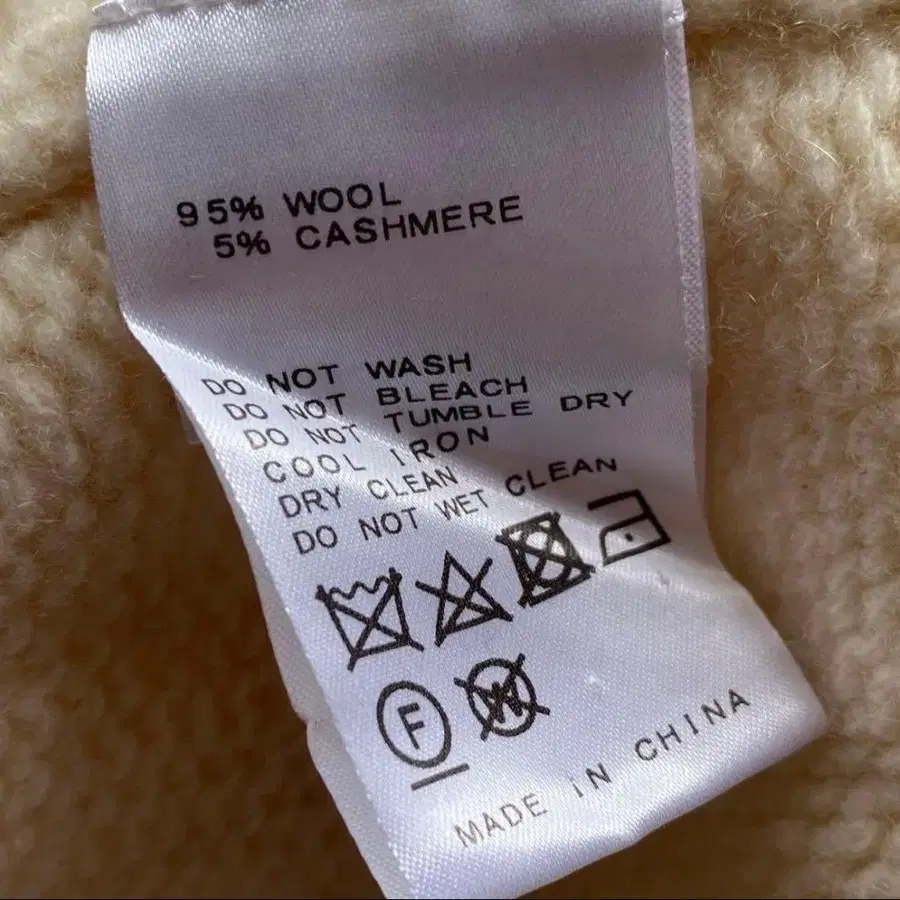 95% WOOL
5% CASHMERE
DO NOT WASH
DO NOT BLEACH
DO NOT TUMBLE DRY
COOL IRON
DRY CLEAN
DO NOT WET CLEAN
F W
MADE IN CHINA